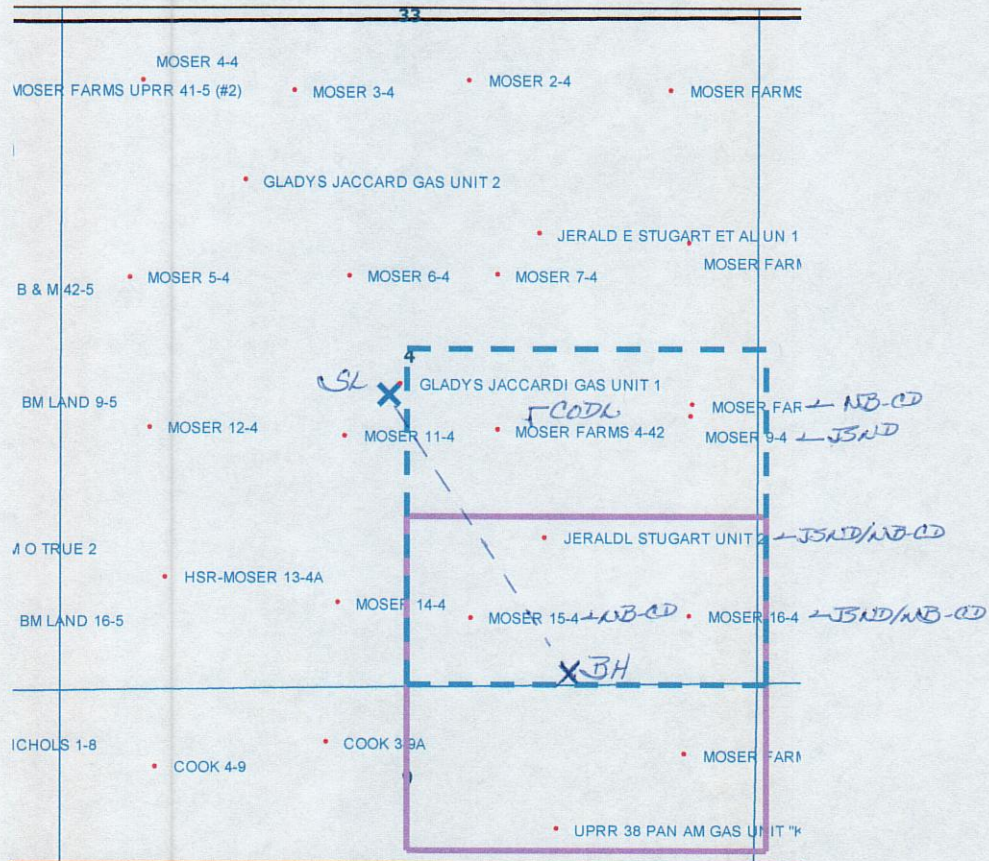 33
MOSER 4-4
MOSER FARMS UPRR 41-5 (#2)
MOSER 3-4
MOSER 2-4
MOSER FARMS
GLADYS JACCARD GAS UNIT 2
JERALD E STUGART ET AL UN 1
MOSER FARM
B & M 42-5
MOSER 5-4
MOSER 6-4
MOSER 7-4
4
SL
GLADYS JACCARDI GAS UNIT 1
BM LAND 9-5
CODL
MOSER FAR NB-CD
MOSER 12-4
MOSER 11-4
MOSER FARMS 4-42
MOSER 9-4 JSND
O TRUE 2
JERALDL STUGART UNIT 2 JSND/NB-CD
HSR-MOSER 13-4A
BM LAND 16-5
MOSER 14-4
MOSER 15-4 NB-CD
MOSER 16-4 JSND/NB-CD
BH
ICHOLS 1-8
COOK 4-9
COOK 3-9A
MOSER FARM
9
UPRR 38 PAN AM GAS UNIT "K